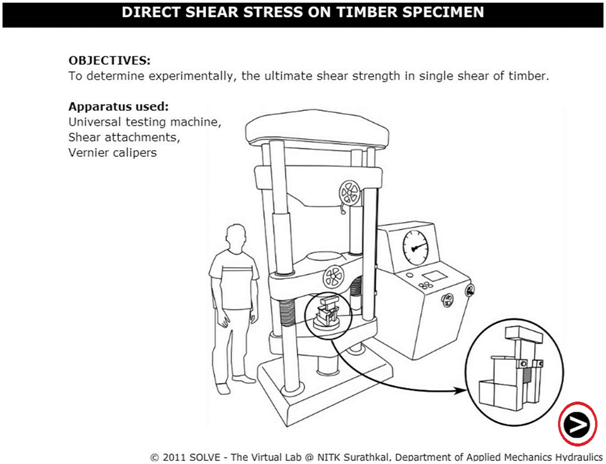 DIRECT SHEAR STRESS ON TIMBER SPECIMEN
OBJECTIVES:
To determine experimentally, the ultimate shear strength in single shear of timber.
Apparatus used:
Universal testing machine,
Shear attachments,
Vernier calipers
© 2011 SOLVE - The Virtual Lab @ NITK Surathkal, Department of Applied Mechanics Hydraulics